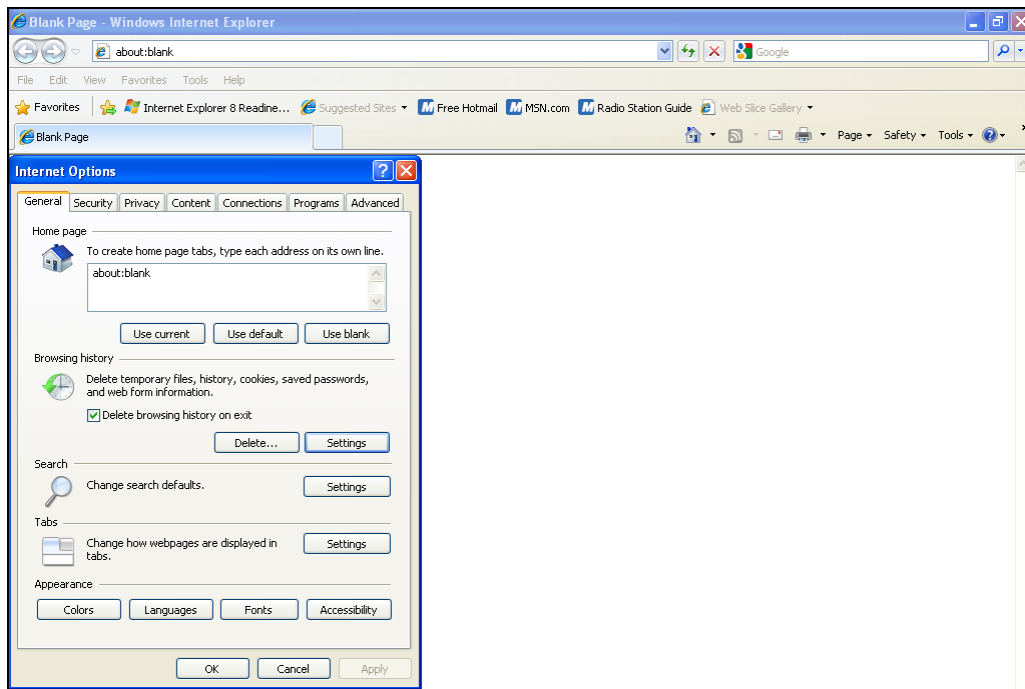 Blank Page - Windows Internet Explorer
about:blank
Google
File Edit View Favorites Tools Help
Favorites Internet Explorer 8 Readine... Suggested Sites Free Hotmail MSN.com Radio Station Guide Web Slice Gallery
Blank Page Page Safety Tools
Internet Options
General Security Privacy Content Connections Programs Advanced
Home page
To create home page tabs, type each address on its own line.
about:blank
Use current Use default Use blank
Browsing history
Delete temporary files, history, cookies, saved passwords,
and web form information.
Delete browsing history on exit
Delete... Settings
Search
Change search defaults. Settings
Tabs
Change how webpages are displayed in
tabs.
Settings
Appearance
Colors Languages Fonts Accessibility
OK Cancel Apply